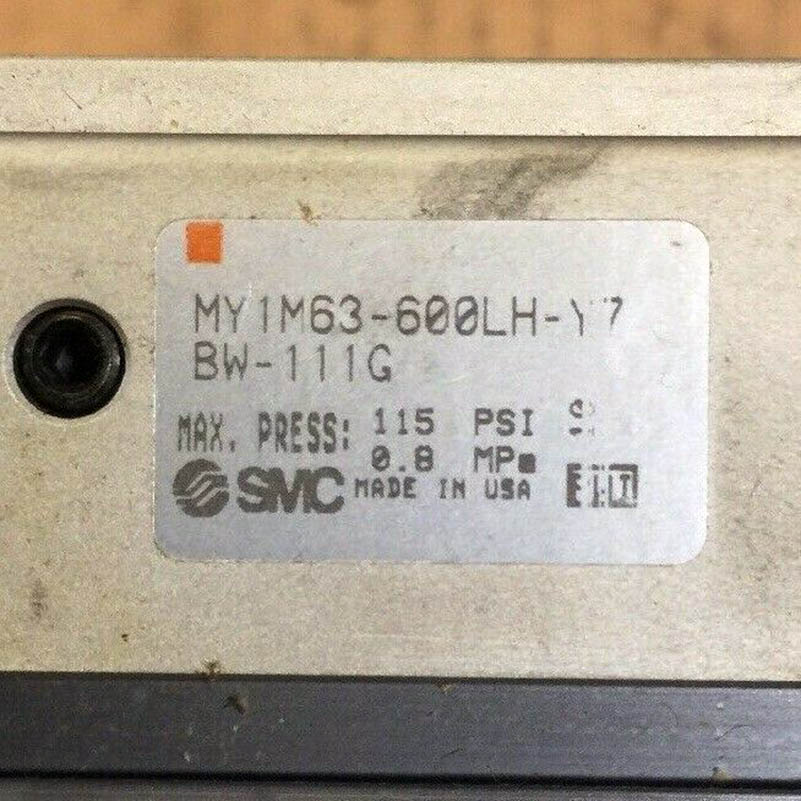 MY1M63-600LH-Y7
BW-111G
MAX. PRESS: 115 PSI
0.8 MPa
SMC MADE IN USA